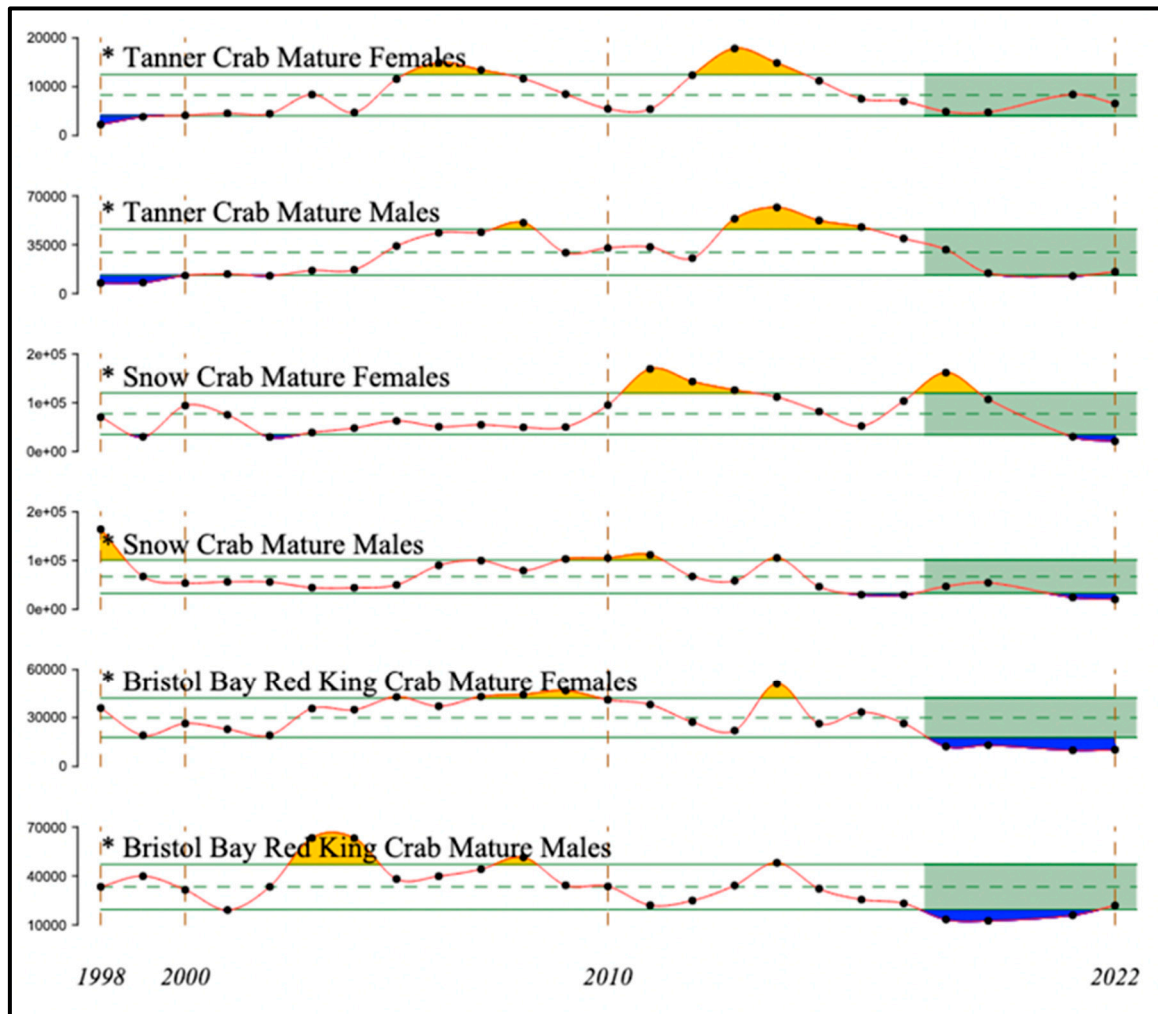 20000
* Tanner Crab Mature Females
10000
0
70000
* Tanner Crab Mature Males
35000
0
2e+05
* Snow Crab Mature Females
1e+05
0e+00
2e+05
* Snow Crab Mature Males
1e+05
0e+00
60000
* Bristol Bay Red King Crab Mature Females
30000
0
70000
* Bristol Bay Red King Crab Mature Males
40000
10000
1998 2000 2010 2022